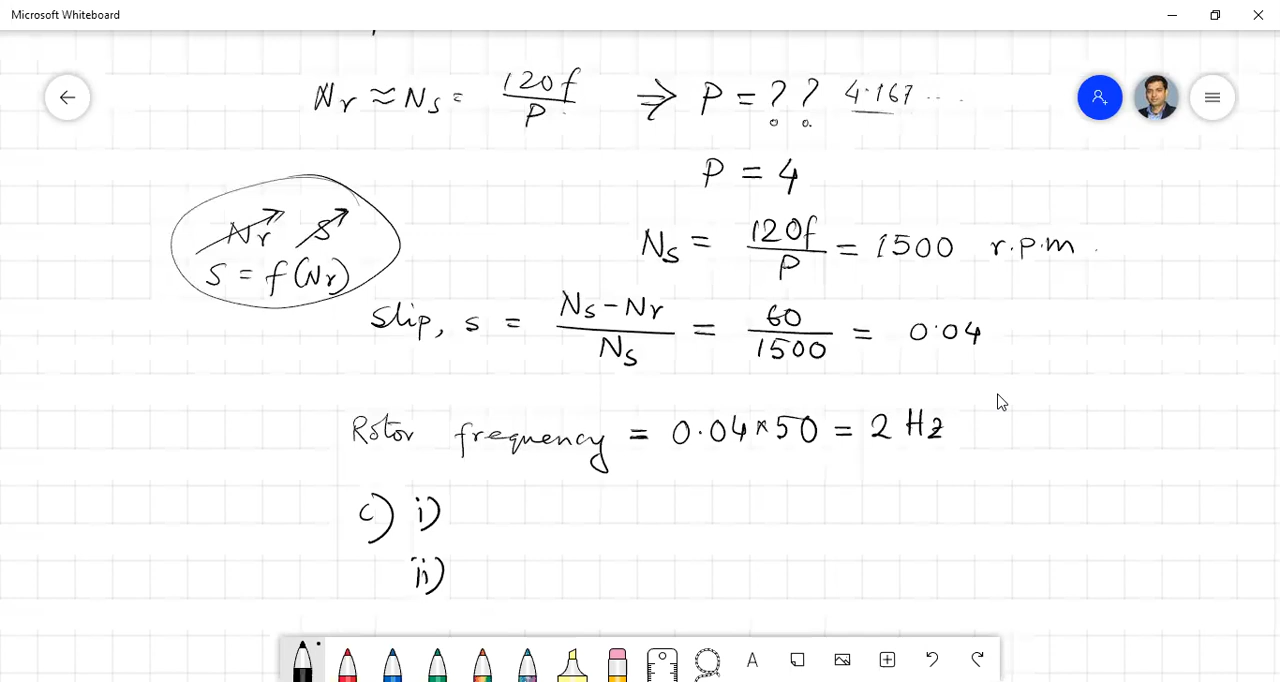 Microsoft Whiteboard
Nr ≈ Ns = 120f/P ⇒ P = ?? 4.167...
P = 4
Nr S
S = f(Nr)
Ns = 120f/P = 1500 r.p.m.
Slip, s = Ns-Nr/Ns = 60/1500 = 0.04
Rotor frequency = 0.04×50 = 2 Hz
c) i)
ii)
A